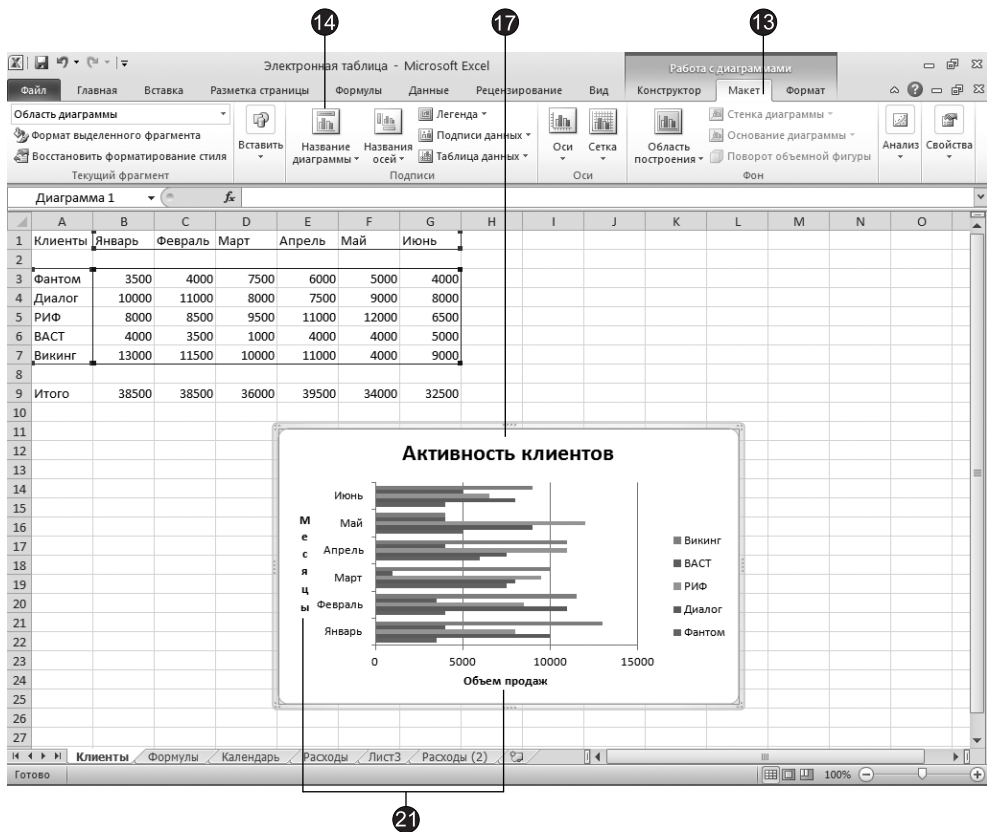 14 17 13
Электронная таблица - Microsoft Excel Работа с диаграммами
Файл Главная Вставка Разметка страницы Формулы Данные Рецензирование Вид Конструктор Макет Формат
Область диаграммы
Формат выделенного фрагмента
Восстановить форматирование стиля
Текущий фрагмент
Вставить
Название диаграммы
Названия осей
Легенда
Подписи данных
Таблица данных
Подписи
Оси
Сетка
Оси
Область построения
Стенка диаграммы
Основание диаграммы
Поворот объемной фигуры
Фон
Анализ
Свойства
Диаграмма 1 fx
A B C D E F G H I J K L M N O
1 Клиенты Январь Февраль Март Апрель Май Июнь
2
3 Фантом 3500 4000 7500 6000 5000 4000
4 Диалог 10000 11000 8000 7500 9000 8000
5 РИФ 8000 8500 9500 11000 12000 6500
6 ВАСТ 4000 3500 1000 4000 4000 5000
7 Викинг 13000 11500 10000 11000 4000 9000
8
9 Итого 38500 38500 36000 39500 34000 32500
10
11
12
13
14
15
16
17
18
19
20
21
22
23
24
25
26
27
Активность клиентов
Месяцы
Июнь
Май
Апрель
Март
Февраль
Январь
0 5000 10000 15000
Объем продаж
Викинг
ВАСТ
РИФ
Диалог
Фантом
Клиенты Формулы Календарь Расходы Лист3 Расходы (2)
Готово 100%
21